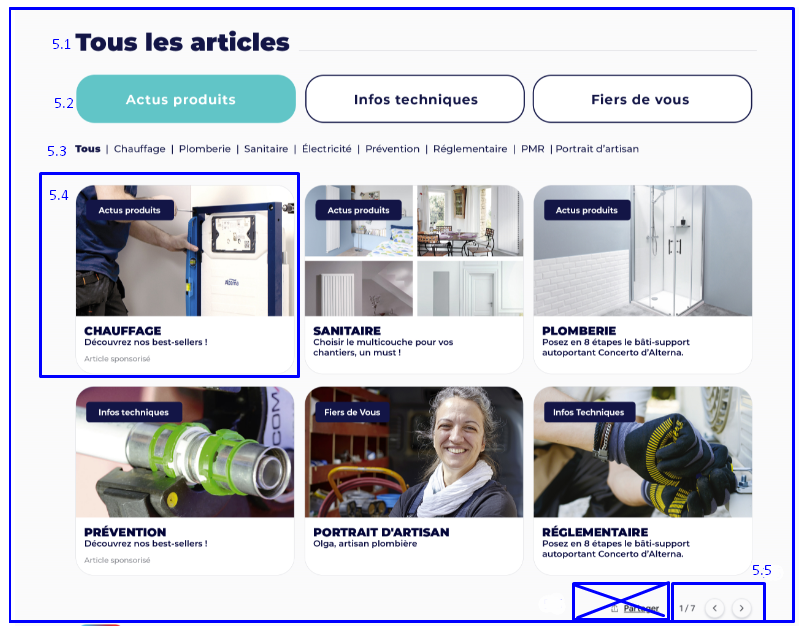 5.1 Tous les articles
5.2 Actus produits Infos techniques Fiers de vous
5.3 Tous | Chauffage | Plomberie | Sanitaire | Électricité | Prévention | Réglementaire | PMR | Portrait d'artisan
5.4
Actus produits
CHAUFFAGE
Découvrez nos best-sellers !
Article sponsorisé
Actus produits
SANITAIRE
Choisir le multicouche pour vos
chantiers, un must !
Actus produits
PLOMBERIE
Posez en 8 étapes le bâti-support
autoportant Concerto d'Alterna.
Infos techniques
PRÉVENTION
Découvrez nos best-sellers !
Article sponsorisé
Fiers de Vous
PORTRAIT D'ARTISAN
Olga, artisan plombière
Infos Techniques
RÉGLEMENTAIRE
Posez en 8 étapes le bâti-support
autoportant Concerto d'Alterna.
5.5
Partager 1 / 7